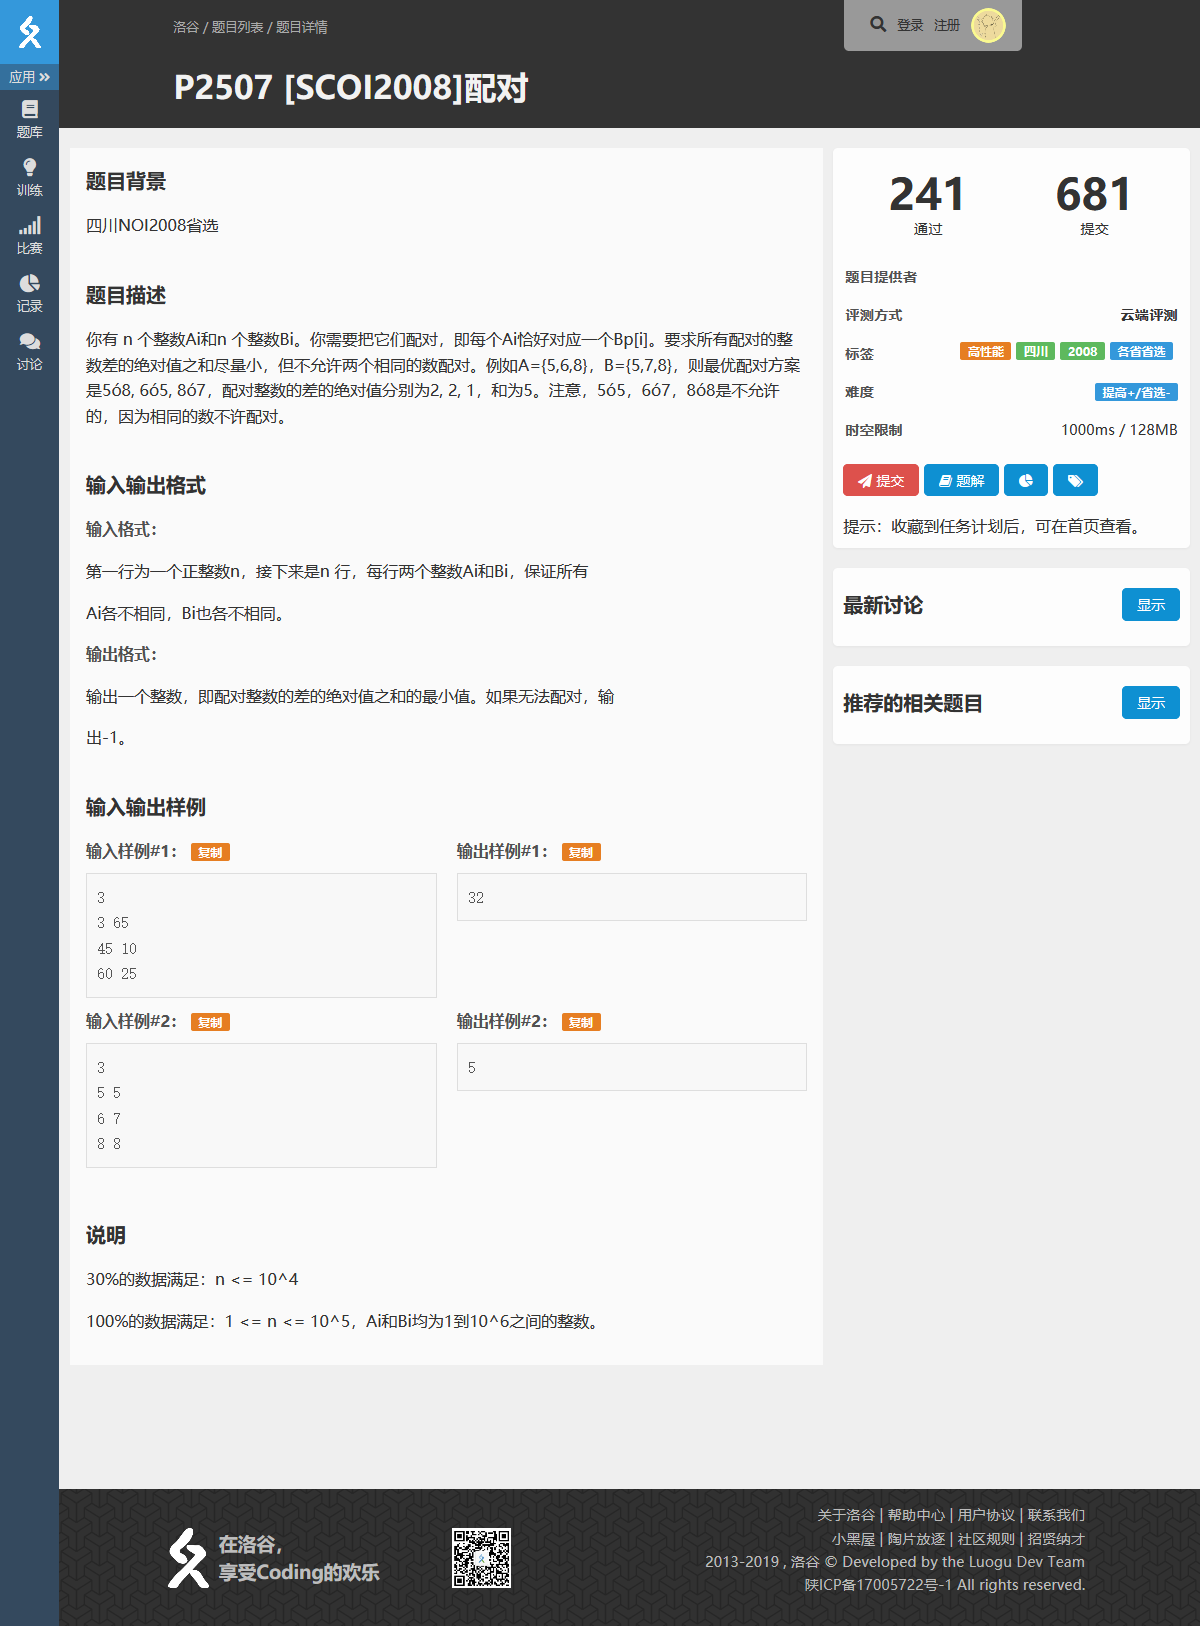 洛谷 / 题目列表 / 题目详情
登录 注册
P2507 [SCOI2008]配对
应用
题库
训练
比赛
记录
讨论
题目背景
四川NOI2008省选
题目描述
你有 n 个整数Ai和n 个整数Bi。你需要把它们配对，即每个Ai恰好对应一个Bp[i]。要求所有配对的整
数差的绝对值之和尽量小，但不允许两个相同的数配对。例如A={5,6,8}，B={5,7,8}，则最优配对方案
是5ó8, 6ó5, 8ó7，配对整数的差的绝对值分别为2, 2, 1，和为5。注意，5ó5，6ó7，8ó8是不允许
的，因为相同的数不许配对。
输入输出格式
输入格式：
第一行为一个正整数n，接下来是n 行，每行两个整数Ai和Bi，保证所有
Ai各不相同，Bi也各不相同。
输出格式：
输出一个整数，即配对整数的差的绝对值之和的最小值。如果无法配对，输
出-1。
输入输出样例
输入样例#1： 复制
3
3 65
45 10
60 25
输出样例#1： 复制
32
输入样例#2： 复制
3
5 5
6 7
8 8
输出样例#2： 复制
5
说明
30%的数据满足：n <= 10^4
100%的数据满足：1 <= n <= 10^5，Ai和Bi均为1到10^6之间的整数。
241 681
通过 提交
题目提供者
评测方式 云端评测
标签 高性能 四川 2008 各省省选
难度 提高+/省选-
时空限制 1000ms / 128MB
提交 题解
提示：收藏到任务计划后，可在首页查看。
最新讨论 显示
推荐的相关题目 显示
在洛谷，
享受Coding的欢乐
关于洛谷 | 帮助中心 | 用户协议 | 联系我们
小黑屋 | 陶片放逐 | 社区规则 | 招贤纳才
2013-2019 , 洛谷 © Developed by the Luogu Dev Team
陕ICP备17005722号-1 All rights reserved.